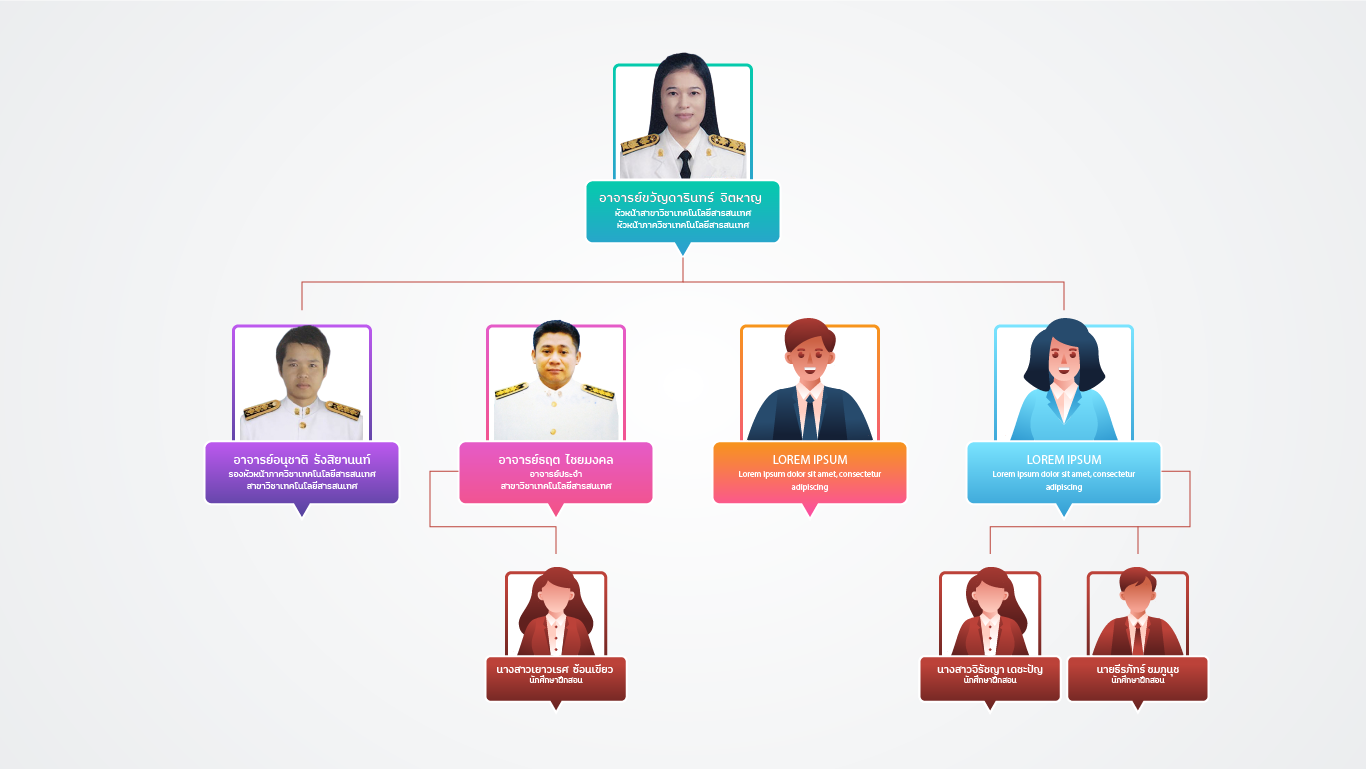 อาจารย์ขวัญดารินทร์ จิตหาญ
หัวหน้าสาขาวิชาเทคโนโลยีสารสนเทศ
หัวหน้าภาควิชาเทคโนโลยีสารสนเทศ
อาจารย์อนุชาติ รังสิยานนท์
รองหัวหน้าภาควิชาเทคโนโลยีสารสนเทศ
สาขาวิชาเทคโนโลยีสารสนเทศ
อาจารย์ธฤต ไชยมงคล
อาจารย์ประจำ
สาขาวิชาเทคโนโลยีสารสนเทศ
LOREM IPSUM
Lorem ipsum dolor sit amet, consectetur
adipiscing
LOREM IPSUM
Lorem ipsum dolor sit amet, consectetur
adipiscing
นางสาวเยาวเรศ ซ้อนเขียว
นักศึกษาฝึกสอน
นางสาวจิรัชญา เดชะปัญ
นักศึกษาฝึกสอน
นายธีรภัทร์ ชมภูนุช
นักศึกษาฝึกสอน